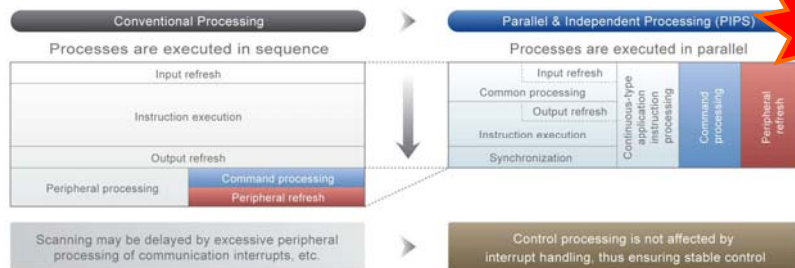 Conventional Processing
Parallel & Independent Processing (PIPS)
Processes are executed in sequence
Processes are executed in parallel
Input refresh
Instruction execution
Output refresh
Peripheral processing
Command processing
Peripheral refresh
Input refresh
Common processing
Output refresh
Instruction execution
Synchronization
Continuous-type
application
instruction
processing
Command
processing
Peripheral
refresh
Scanning may be delayed by excessive peripheral
processing of communication interrupts, etc.
Control processing is not affected by
interrupt handling, thus ensuring stable control